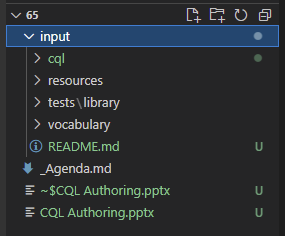 65
input
cql
resources
tests\library
vocabulary
README.md U
_Agenda.md
~$CQL Authoring.pptx U
CQL Authoring.pptx U